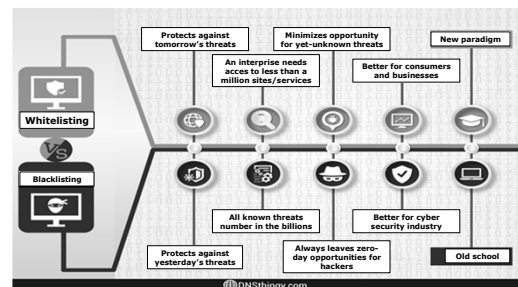 Protects against
tomorrow's threats
Minimizes opportunity
for yet-unknown threats
New paradigm
An interprise needs
acces to less than a
million sites/services
Better for consumers
and businesses
Whitelisting
VS
Blacklisting
All known threats
number in the billions
Better for cyber
security industry
Protects against
yesterday's threats
Always leaves zero-
day opportunities for
hackers
Old school
DNSthingy.com